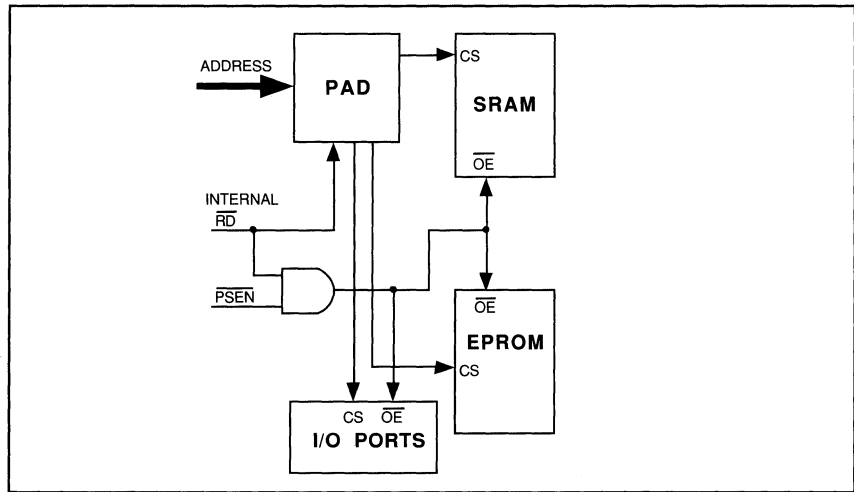 ADDRESS
PAD
CS
SRAM
OE
INTERNAL
RD
PSEN
OE
EPROM
CS
CS OE
I/O PORTS